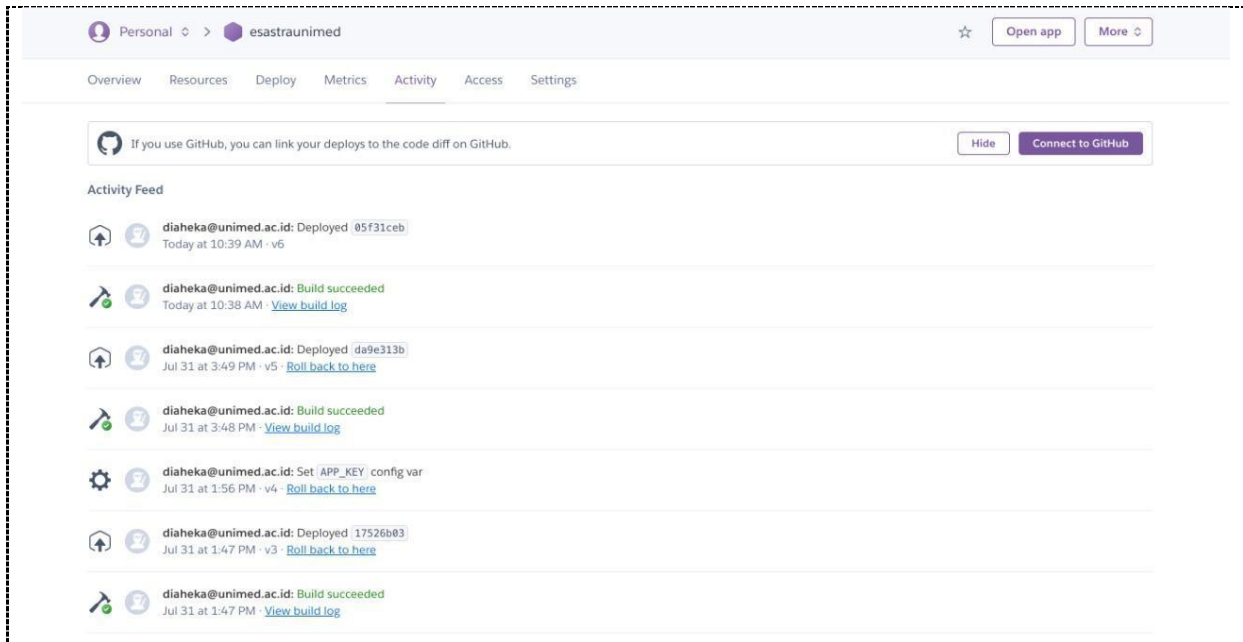 Personal > esastraunimed
Open app
More
Overview Resources Deploy Metrics Activity Access Settings
If you use GitHub, you can link your deploys to the code diff on GitHub.
Hide
Connect to GitHub
Activity Feed
diaheka@unimed.ac.id: Deployed 05f31ceb
Today at 10:39 AM · v6
diaheka@unimed.ac.id: Build succeeded
Today at 10:38 AM · View build log
diaheka@unimed.ac.id: Deployed da9e313b
Jul 31 at 3:49 PM · v5 · Roll back to here
diaheka@unimed.ac.id: Build succeeded
Jul 31 at 3:48 PM · View build log
diaheka@unimed.ac.id: Set APP_KEY config var
Jul 31 at 1:56 PM · v4 · Roll back to here
diaheka@unimed.ac.id: Deployed 17526b03
Jul 31 at 1:47 PM · v3 · Roll back to here
diaheka@unimed.ac.id: Build succeeded
Jul 31 at 1:47 PM · View build log